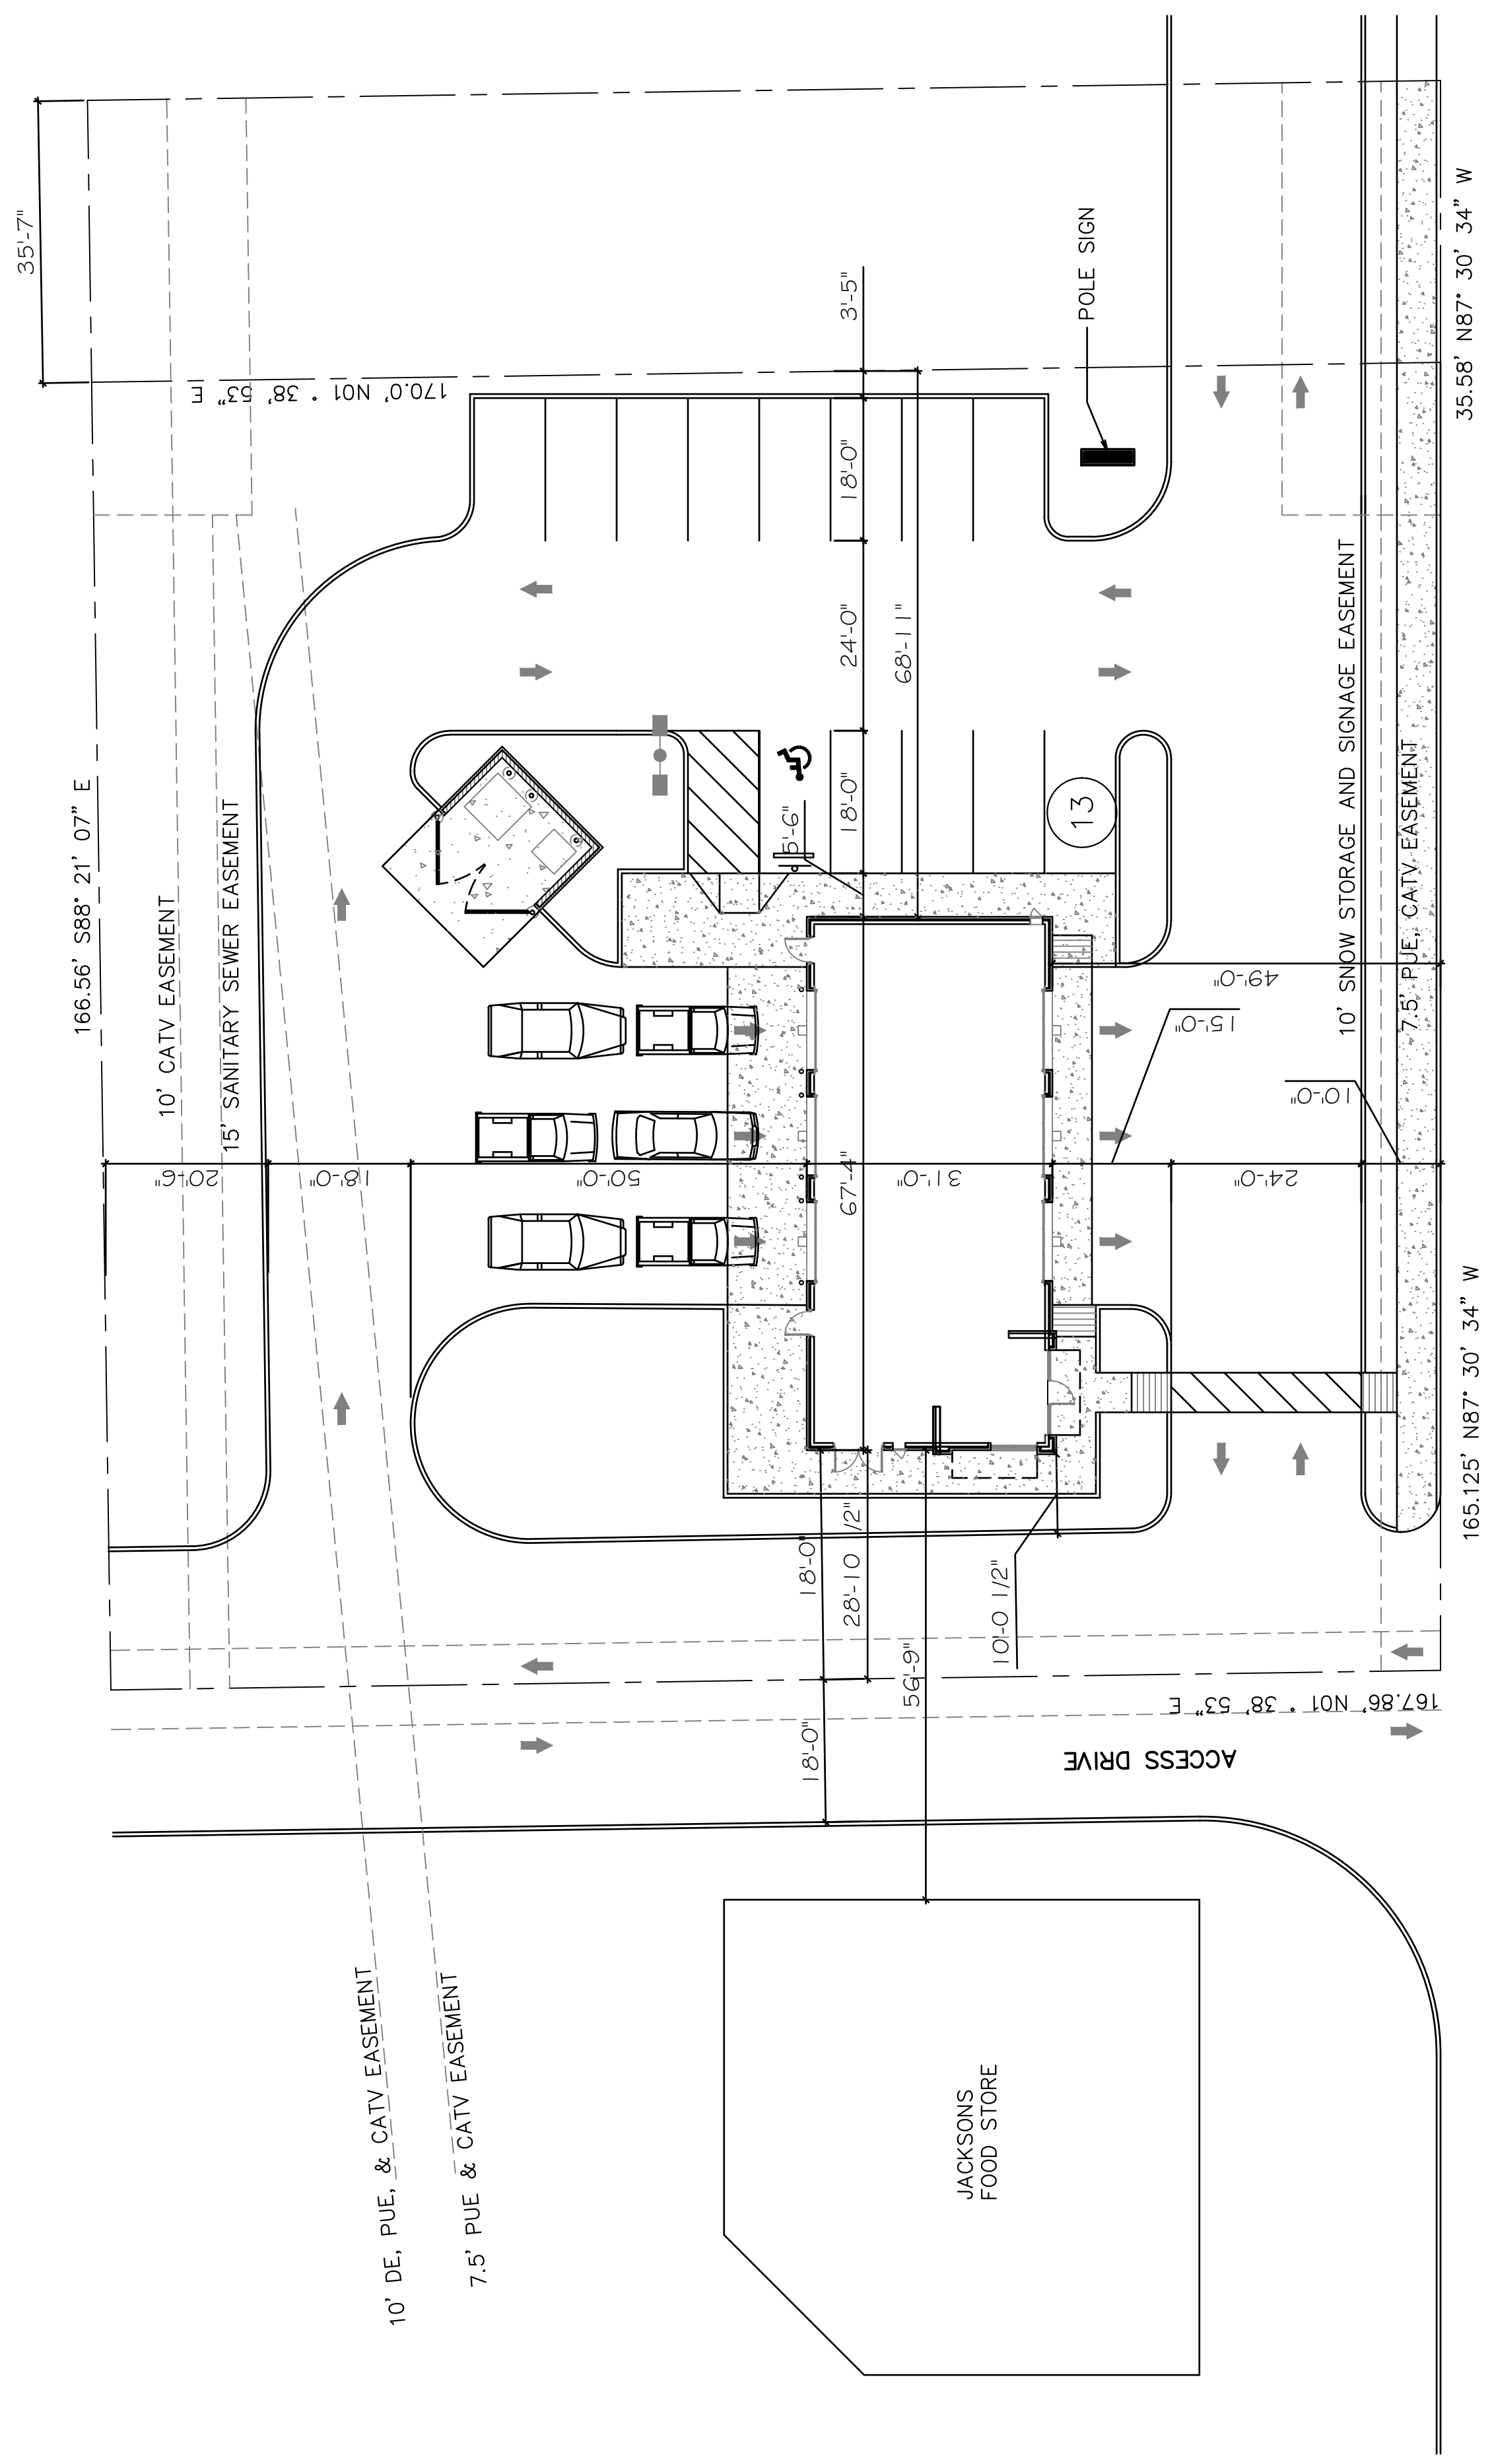 35'-7"
166.56' S88° 21' 07" E
10' CATV EASEMENT
15' SANITARY SEWER EASEMENT
170.0' N01° 38' 53" E
POLE SIGN
3'-5"
18'-0"
24'-0"
68'-11"
18'-0"
5'-6"
13
35.58' N87° 30' 34" W
10' SNOW STORAGE AND SIGNAGE EASEMENT
7.5' PUE, CATV EASEMENT
49'-0"
15'-0"
10'-0"
20'-6"
18'-0"
50'-0"
67'-4"
31'-0"
24'-0"
165.125' N87° 30' 34" W
18'-0"
28'-10 1/2"
10'-0 1/2"
56'-9"
18'-0"
167.86' N01° 38' 53" E
ACCESS DRIVE
10' DE, PUE, & CATV EASEMENT
7.5' PUE & CATV EASEMENT
JACKSONS
FOOD STORE